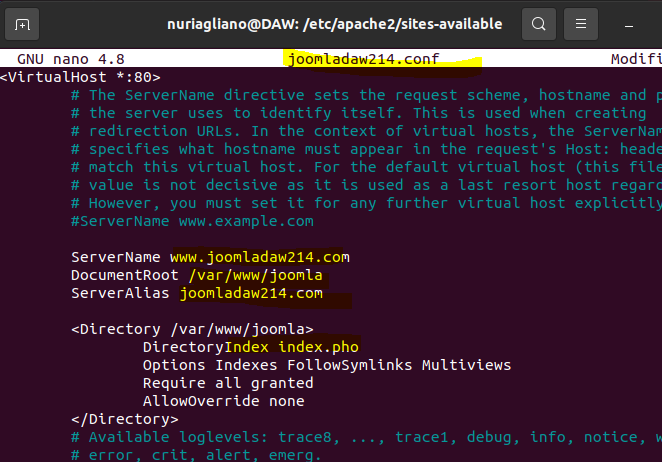 nuriagliano@DAW: /etc/apache2/sites-available
GNU nano 4.8 joomladaw214.conf Modifi
<VirtualHost *:80>
# The ServerName directive sets the request scheme, hostname and p
# the server uses to identify itself. This is used when creating
# redirection URLs. In the context of virtual hosts, the ServerNam
# specifies what hostname must appear in the request's Host: heade
# match this virtual host. For the default virtual host (this file
# value is not decisive as it is used as a last resort host regard
# However, you must set it for any further virtual host explicitly
#ServerName www.example.com
ServerName www.joomladaw214.com
DocumentRoot /var/www/joomla
ServerAlias joomladaw214.com
<Directory /var/www/joomla>
DirectoryIndex index.pho
Options Indexes FollowSymlinks Multiviews
Require all granted
AllowOverride none
</Directory>
# Available loglevels: trace8, ..., trace1, debug, info, notice, w
# error, crit, alert, emerg.